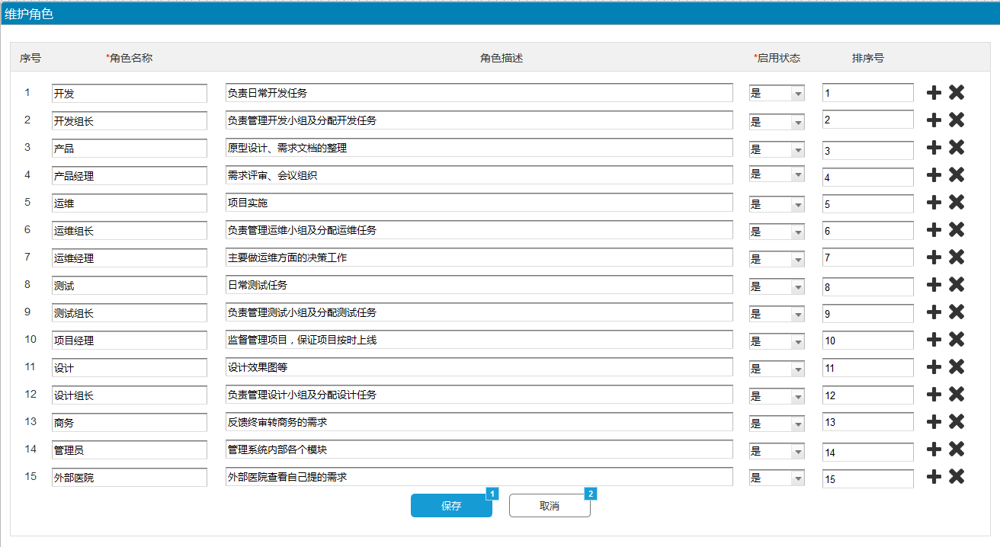 维护角色
序号 *角色名称 角色描述 *启用状态 排序号
1 开发 负责日常开发任务 是 1
2 开发组长 负责管理开发小组及分配开发任务 是 2
3 产品 原型设计、需求文档的整理 是 3
4 产品经理 需求评审、会议组织 是 4
5 运维 项目实施 是 5
6 运维组长 负责管理运维小组及分配运维任务 是 6
7 运维经理 主要做运维方面的决策工作 是 7
8 测试 日常测试任务 是 8
9 测试组长 负责管理测试小组及分配测试任务 是 9
10 项目经理 监督管理项目，保证项目按时上线 是 10
11 设计 设计效果图等 是 11
12 设计组长 负责管理设计小组及分配设计任务 是 12
13 商务 反馈终审转商务的需求 是 13
14 管理员 管理系统内部各个模块 是 14
15 外部医院 外部医院查看自己提的需求 是 15
保存 1 取消 2